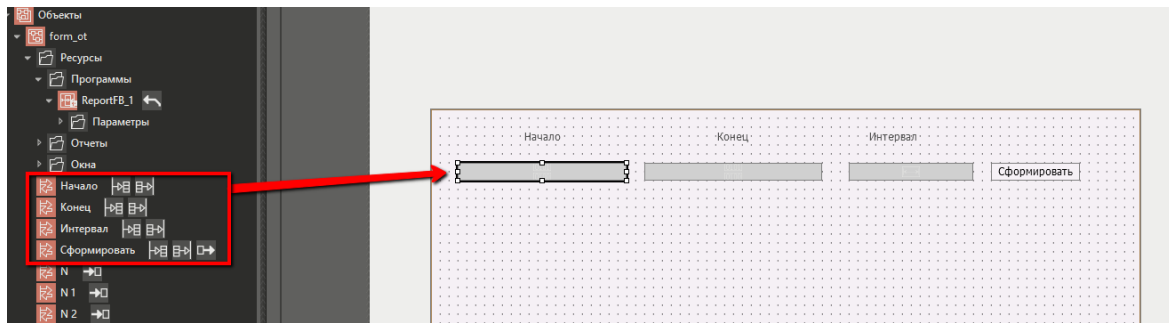 Объекты
form_ot
Ресурсы
Программы
ReportFB_1
Параметры
Отчеты
Окна
Начало
Конец
Интервал
Сформировать
N
N 1
N 2
Начало Конец Интервал
Сформировать